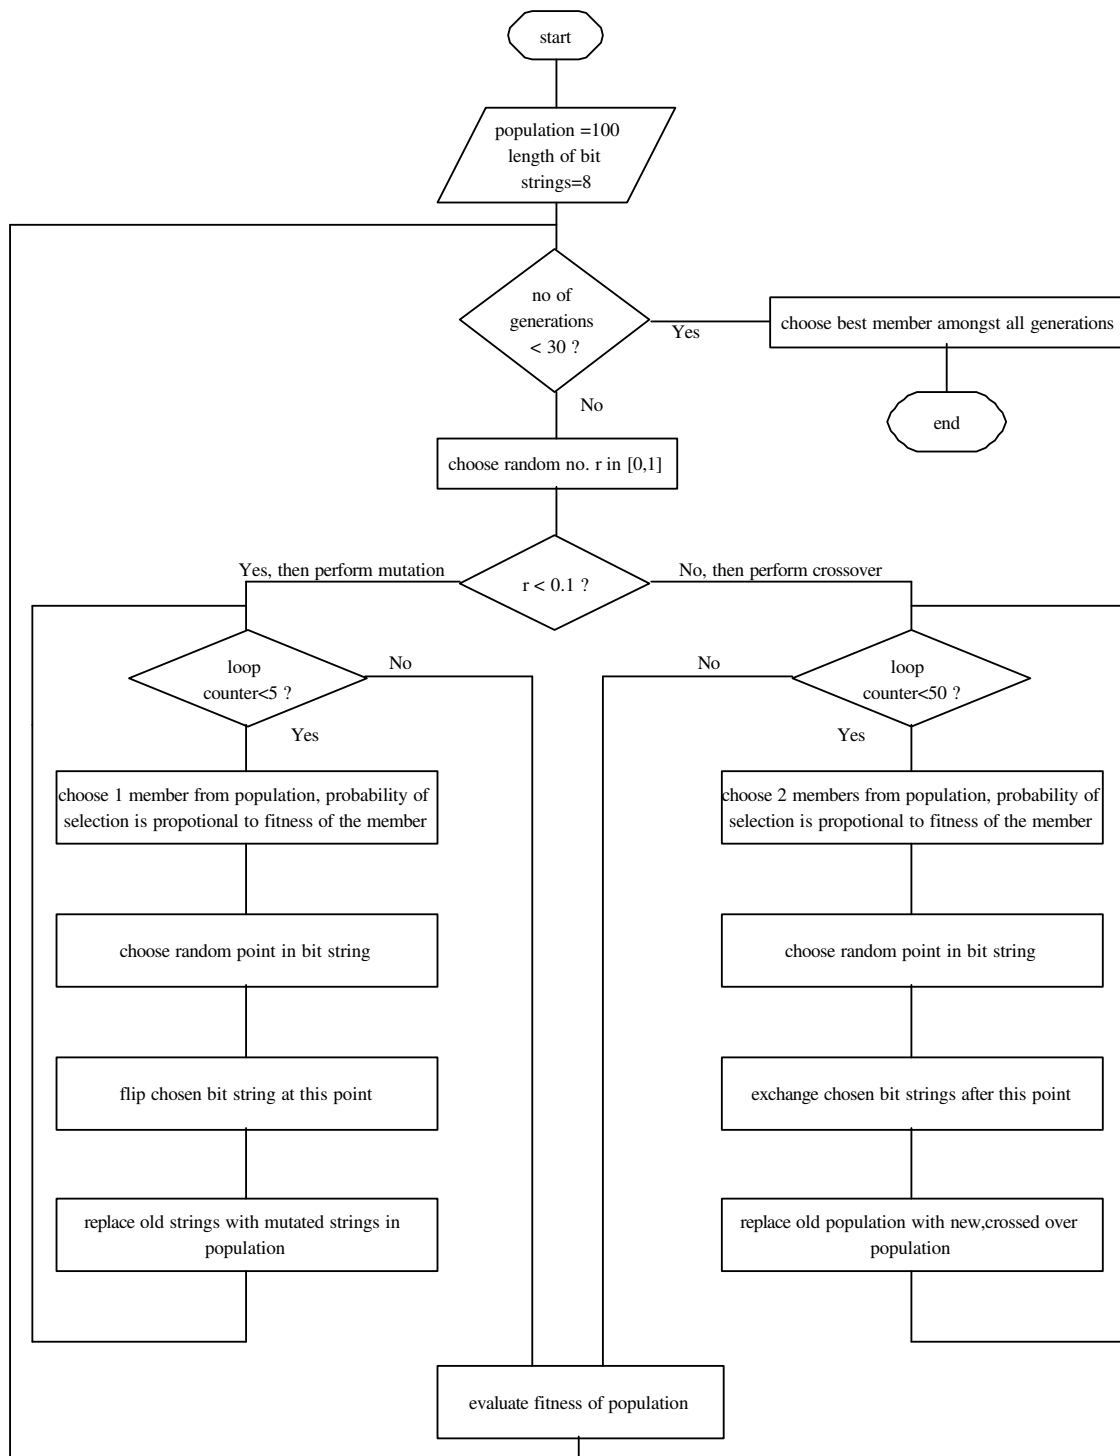 start
population =100
length of bit
strings=8
no of
generations
< 30 ?
Yes
choose best member amongst all generations
end
No
choose random no. r in [0,1]
Yes, then perform mutation
r < 0.1 ?
No, then perform crossover
loop
counter<5 ?
No
Yes
No
loop
counter<50 ?
Yes
choose 1 member from population, probability of
selection is propotional to fitness of the member
choose 2 members from population, probability of
selection is propotional to fitness of the member
choose random point in bit string
choose random point in bit string
flip chosen bit string at this point
exchange chosen bit strings after this point
replace old strings with mutated strings in
population
replace old population with new,crossed over
population
evaluate fitness of population